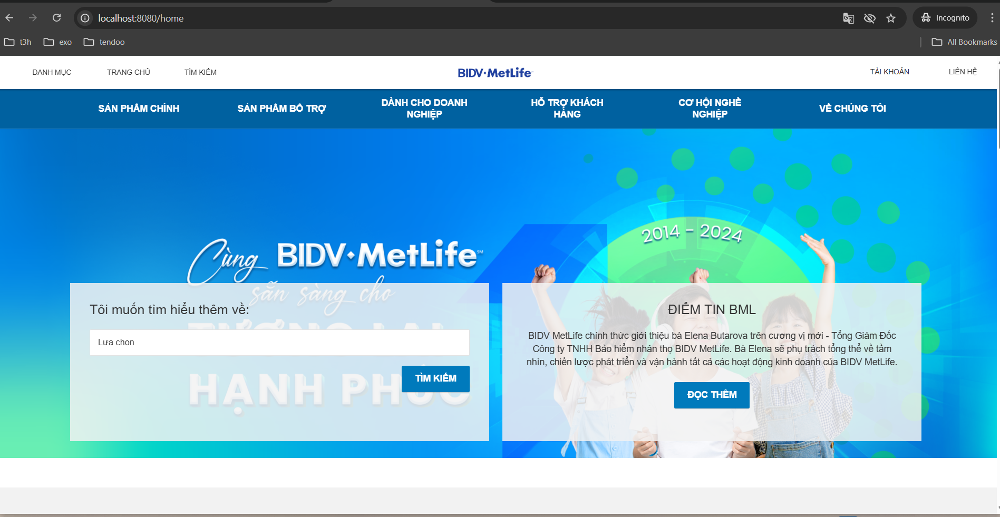 localhost:8080/home
Incognito
t3h
exo
tendoo
All Bookmarks
DANH MỤC
TRANG CHỦ
TÌM KIẾM
BIDV MetLife
TÀI KHOẢN
LIÊN HỆ
SẢN PHẨM CHÍNH
SẢN PHẨM BỔ TRỢ
DÀNH CHO DOANH
NGHIỆP
HỖ TRỢ KHÁCH
HÀNG
CƠ HỘI NGHỀ
NGHIỆP
VỀ CHÚNG TÔI
2014 - 2024
Cùng BIDV MetLife SM
sẵn sàng cho
TƯƠNG LAI
HẠNH PHÚC
Tôi muốn tìm hiểu thêm về:
Lựa chọn
TÌM KIẾM
ĐIỂM TIN BML
BIDV MetLife chính thức giới thiệu bà Elena Butarova trên cương vị mới - Tổng Giám Đốc
Công ty TNHH Bảo hiểm nhân thọ BIDV MetLife. Bà Elena sẽ phụ trách tổng thể về tầm
nhìn, chiến lược phát triển và vận hành tất cả các hoạt động kinh doanh của BIDV MetLife.
ĐỌC THÊM